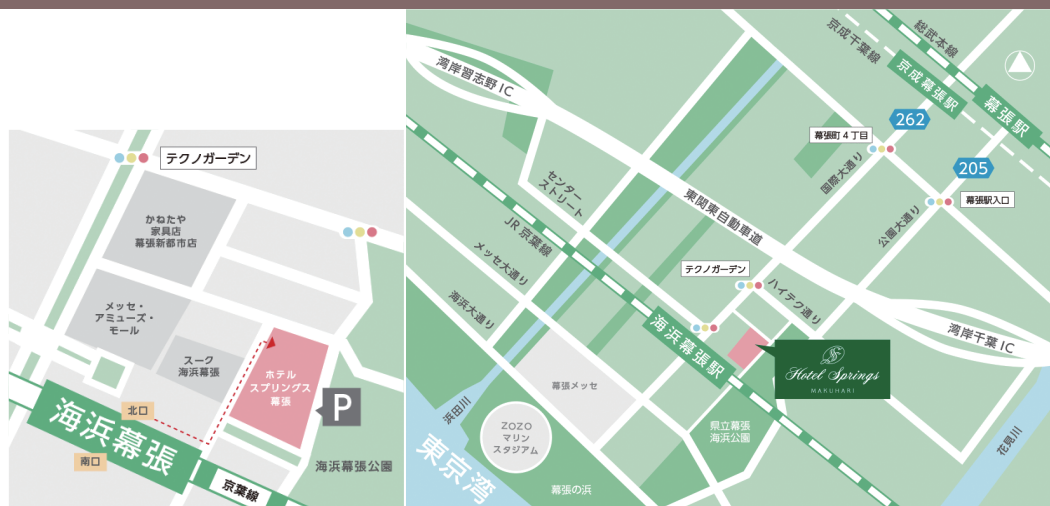 テクノガーデン
かねたや
家具店
幕張新都市店
メッセ・
アミューズ・
モール
スーク
海浜幕張
ホテル
スプリングス
幕張
P
北口
海浜幕張
南口
京葉線
海浜幕張公園
湾岸習志野IC
総武本線
京成千葉線
京成幕張駅
幕張駅
262
幕張町4丁目
国際大通り
205
幕張駅入口
公園大通り
センター
ストリート
東関東自動車道
JR京葉線
メッセ大通り
海浜大通り
テクノガーデン
ハイテク通り
海浜幕張駅
湾岸千葉IC
Hotel Springs
MAKUHARI
幕張メッセ
浜田川
ZOZO
マリン
スタジアム
県立幕張
海浜公園
東京湾
幕張の浜
花見川